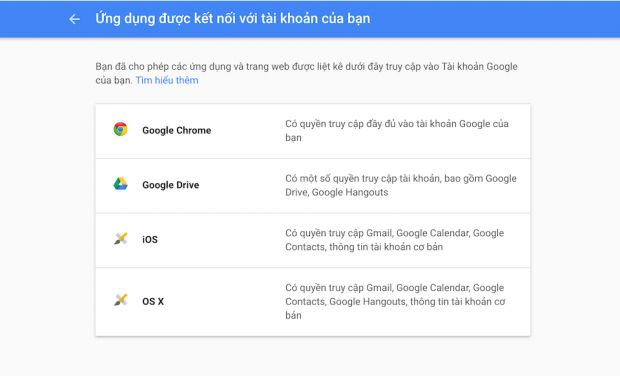 Ứng dụng được kết nối với tài khoản của bạn
Bạn đã cho phép các ứng dụng và trang web được liệt kê dưới đây truy cập vào Tài khoản Google
của bạn. Tìm hiểu thêm
Google Chrome
Có quyền truy cập đầy đủ vào tài khoản Google của
bạn
Google Drive
Có một số quyền truy cập tài khoản, bao gồm Google
Drive, Google Hangouts
iOS
Có quyền truy cập Gmail, Google Calendar, Google
Contacts, thông tin tài khoản cơ bản
OS X
Có quyền truy cập Gmail, Google Calendar, Google
Contacts, Google Hangouts, thông tin tài khoản cơ
bản